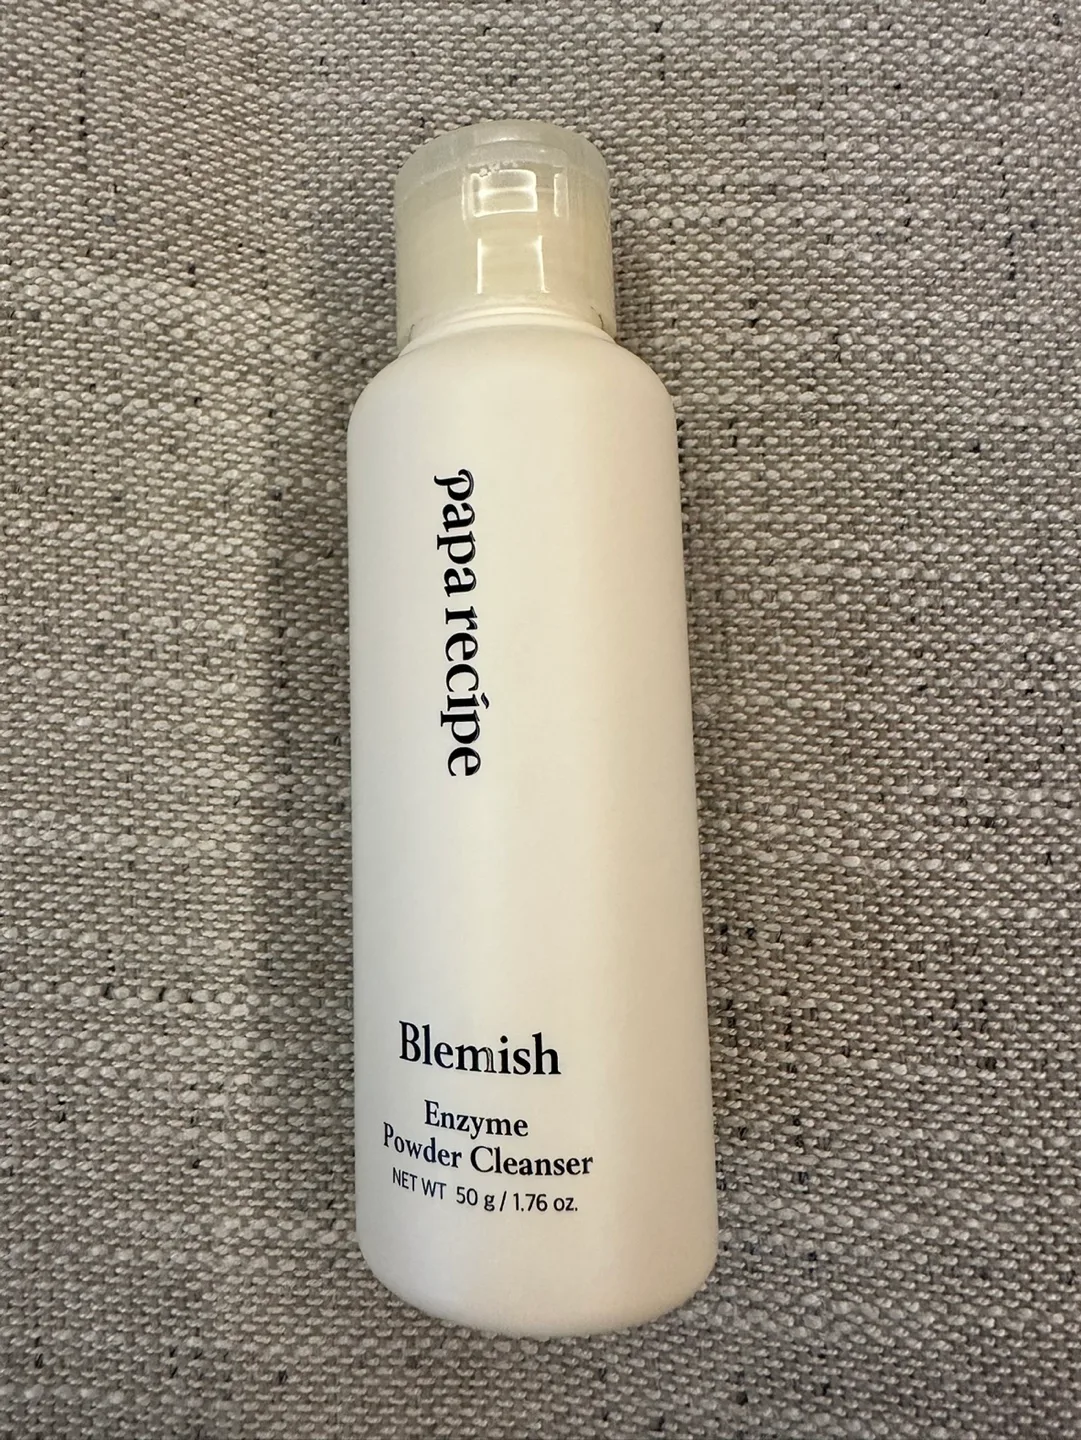 papa recipe
Blemish
Enzyme
Powder Cleanser
NET WT 50 g / 1.76 oz.